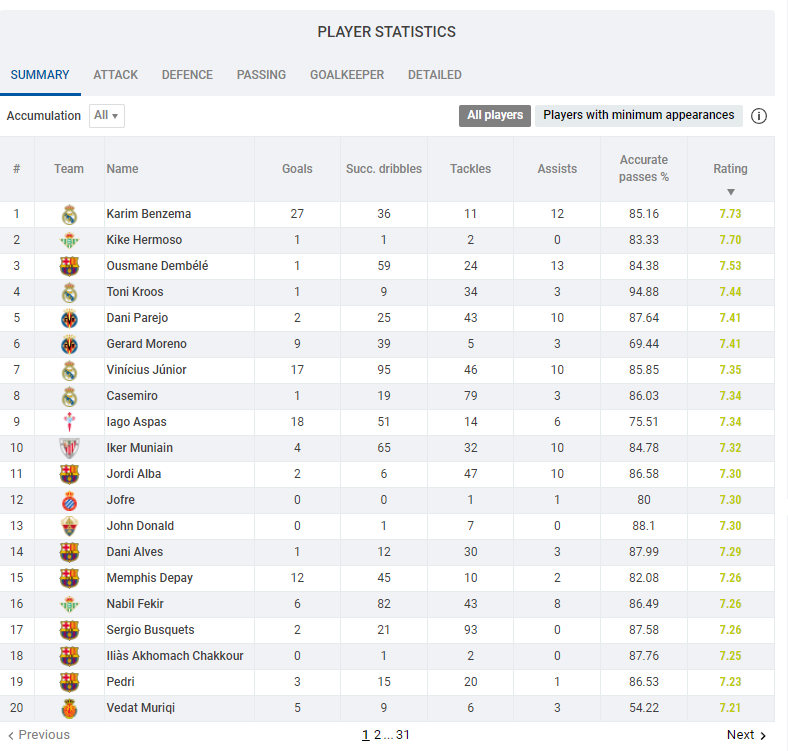 PLAYER STATISTICS
SUMMARY ATTACK DEFENCE PASSING GOALKEEPER DETAILED
Accumulation All All players Players with minimum appearances
# Team Name Goals Succ. dribbles Tackles Assists Accurate passes % Rating
1 Karim Benzema 27 36 11 12 85.16 7.73
2 Kike Hermoso 1 1 2 0 83.33 7.70
3 Ousmane Dembélé 1 59 24 13 84.38 7.53
4 Toni Kroos 1 9 34 3 94.88 7.44
5 Dani Parejo 2 25 43 10 87.64 7.41
6 Gerard Moreno 9 39 5 3 69.44 7.41
7 Vinícius Júnior 17 95 46 10 85.85 7.35
8 Casemiro 1 19 79 3 86.03 7.34
9 Iago Aspas 18 51 14 6 75.51 7.34
10 Iker Muniain 4 65 32 10 84.78 7.32
11 Jordi Alba 2 6 47 10 86.58 7.30
12 Jofre 0 0 1 1 80 7.30
13 John Donald 0 1 7 0 88.1 7.30
14 Dani Alves 1 12 30 3 87.99 7.29
15 Memphis Depay 12 45 10 2 82.08 7.26
16 Nabil Fekir 6 82 43 8 86.49 7.26
17 Sergio Busquets 2 21 93 0 87.58 7.26
18 Iliàs Akhomach Chakkour 0 1 2 0 87.76 7.25
19 Pedri 3 15 20 1 86.53 7.23
20 Vedat Muriqi 5 9 6 3 54.22 7.21
Previous 1 2 ... 31 Next